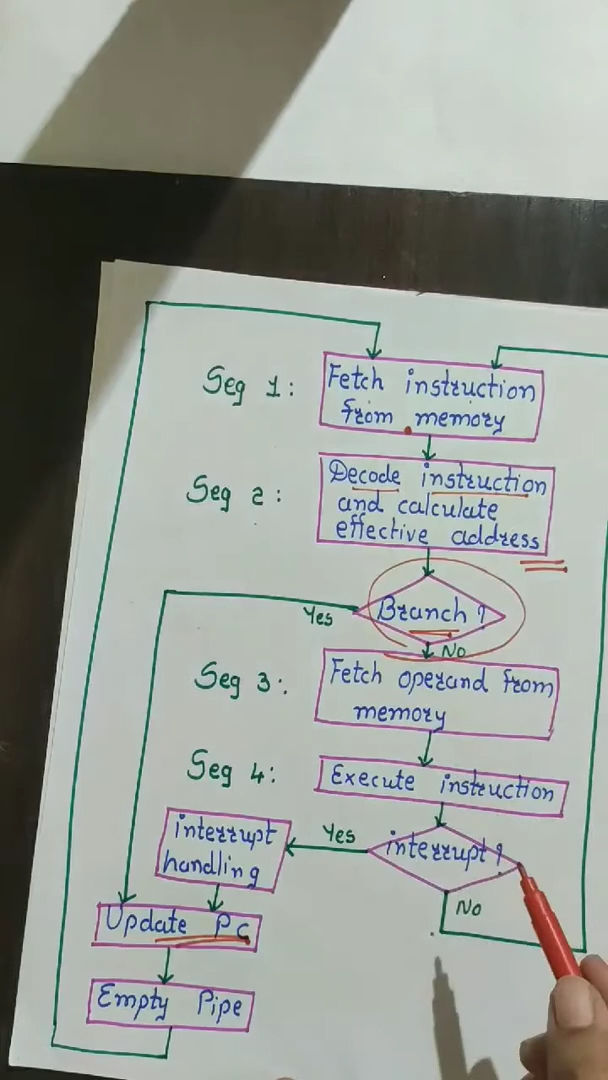 Seg 1:
Fetch instruction
from memory
Seg 2:
Decode instruction
and calculate
effective address
Branch ?
Yes
No
Seg 3:
Fetch operand from
memory
Seg 4:
Execute instruction
interrupt ?
Yes
interrupt
handling
No
Update PC
Empty Pipe